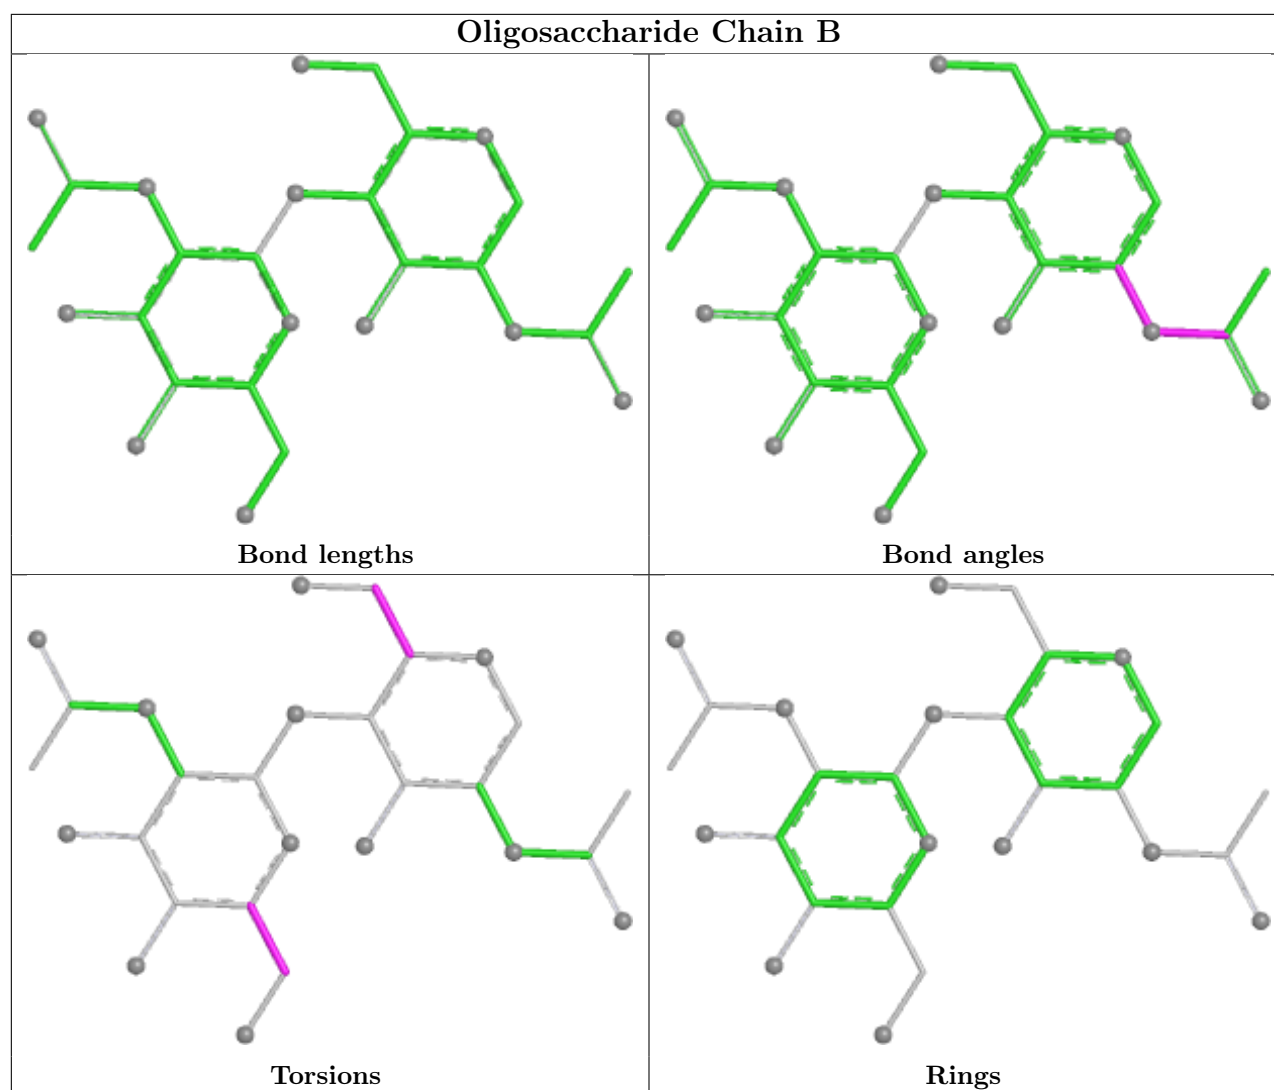 Oligosaccharide Chain B
Bond lengths
Bond angles
Torsions
Rings